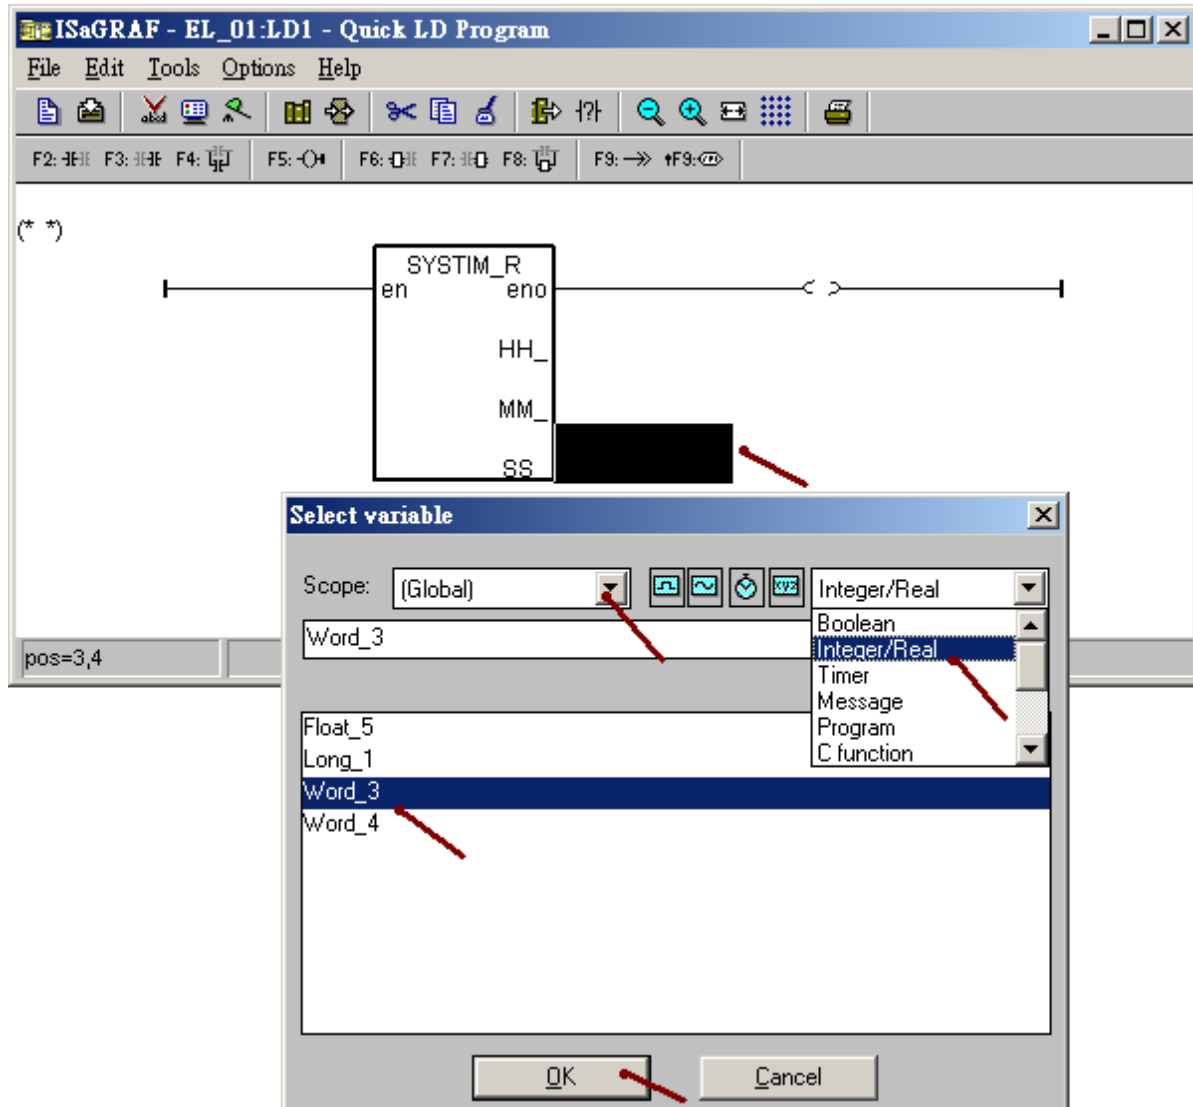 ISaGRAF - EL_01:LD1 - Quick LD Program
File Edit Tools Options Help
F2: F3: F4: F5: F6: F7: F8: F9: F9:
(* *)
SYSTIM_R
en eno
HH_
MM_
SS_
Select variable
Scope: (Global) xyz Integer/Real
Word_3
Boolean
Integer/Real
Timer
Message
Program
C function
pos=3,4
Float_5
Long_1
Word_3
Word_4
OK Cancel